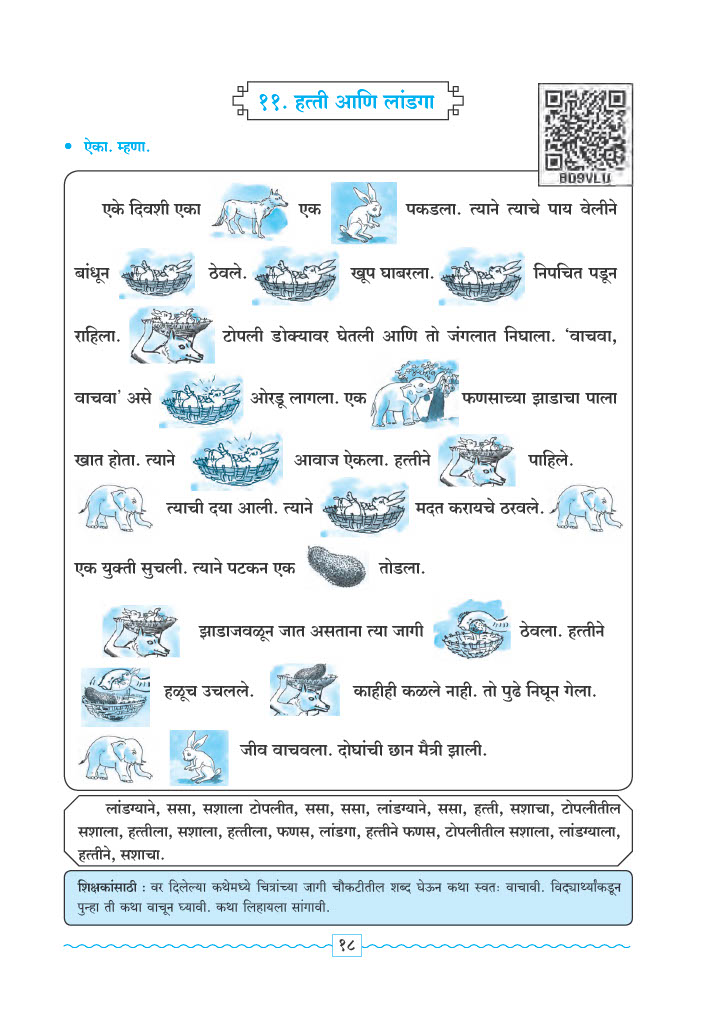 ११. हत्ती आणि लांडगा
BD9VLU
• ऐका. म्हणा.
एके दिवशी एका एक पकडला. त्याने त्याचे पाय वेलीने
बांधून ठेवले. खूप घाबरला. निपचित पडून
राहिला. टोपली डोक्यावर घेतली आणि तो जंगलात निघाला. ‘वाचवा,
वाचवा’ असे ओरडू लागला. एक फणसाच्या झाडाचा पाला
खात होता. त्याने आवाज ऐकला. हत्तीने पाहिले.
त्याची दया आली. त्याने मदत करायचे ठरवले.
एक युक्ती सुचली. त्याने पटकन एक तोडला.
झाडाजवळून जात असताना त्या जागी ठेवला. हत्तीने
हळूच उचलले. काहीही कळले नाही. तो पुढे निघून गेला.
जीव वाचवला. दोघांची छान मैत्री झाली.
लांडग्याने, ससा, सशाला टोपलीत, ससा, ससा, लांडग्याने, ससा, हत्ती, सशाचा, टोपलीतील
सशाला, हत्तीला, सशाला, हत्तीला, फणस, लांडगा, हत्तीने फणस, टोपलीतील सशाला, लांडग्याला,
हत्तीने, सशाचा.
शिक्षकांसाठी : वर दिलेल्या कथेमध्ये चित्रांच्या जागी चौकटीतील शब्द घेऊन कथा स्वतः वाचावी. विद्यार्थ्यांकडून
पुन्हा ती कथा वाचून घ्यावी. कथा लिहायला सांगावी.
१८